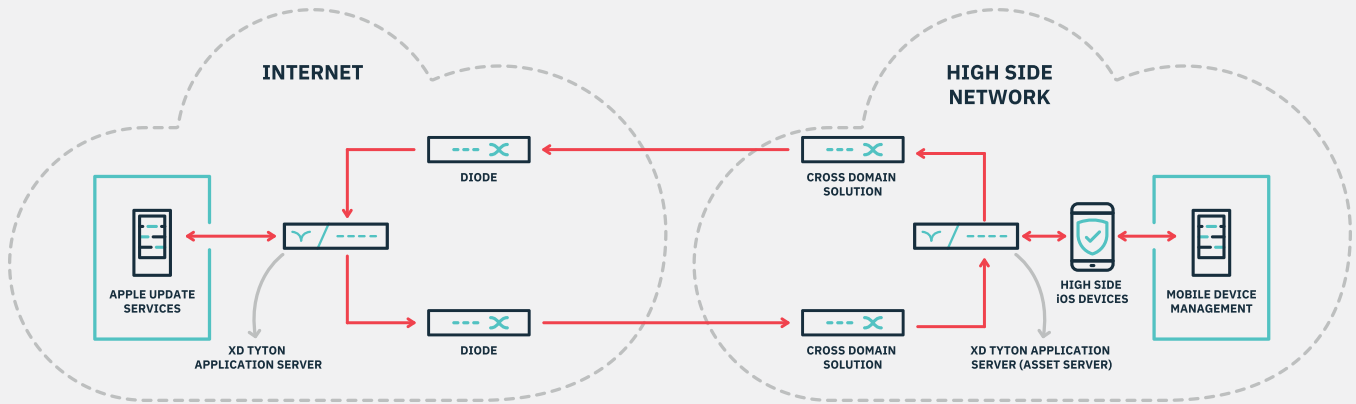 INTERNET
HIGH SIDE
NETWORK
DIODE
CROSS DOMAIN
SOLUTION
APPLE UPDATE
SERVICES
HIGH SIDE
iOS DEVICES
MOBILE DEVICE
MANAGEMENT
XD TYTON
APPLICATION SERVER
DIODE
CROSS DOMAIN
SOLUTION
XD TYTON APPLICATION
SERVER (ASSET SERVER)